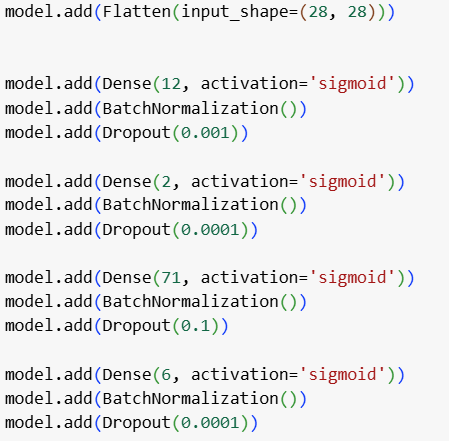 model.add(Flatten(input_shape=(28, 28)))
model.add(Dense(12, activation='sigmoid'))
model.add(BatchNormalization())
model.add(Dropout(0.001))
model.add(Dense(2, activation='sigmoid'))
model.add(BatchNormalization())
model.add(Dropout(0.0001))
model.add(Dense(71, activation='sigmoid'))
model.add(BatchNormalization())
model.add(Dropout(0.1))
model.add(Dense(6, activation='sigmoid'))
model.add(BatchNormalization())
model.add(Dropout(0.0001))